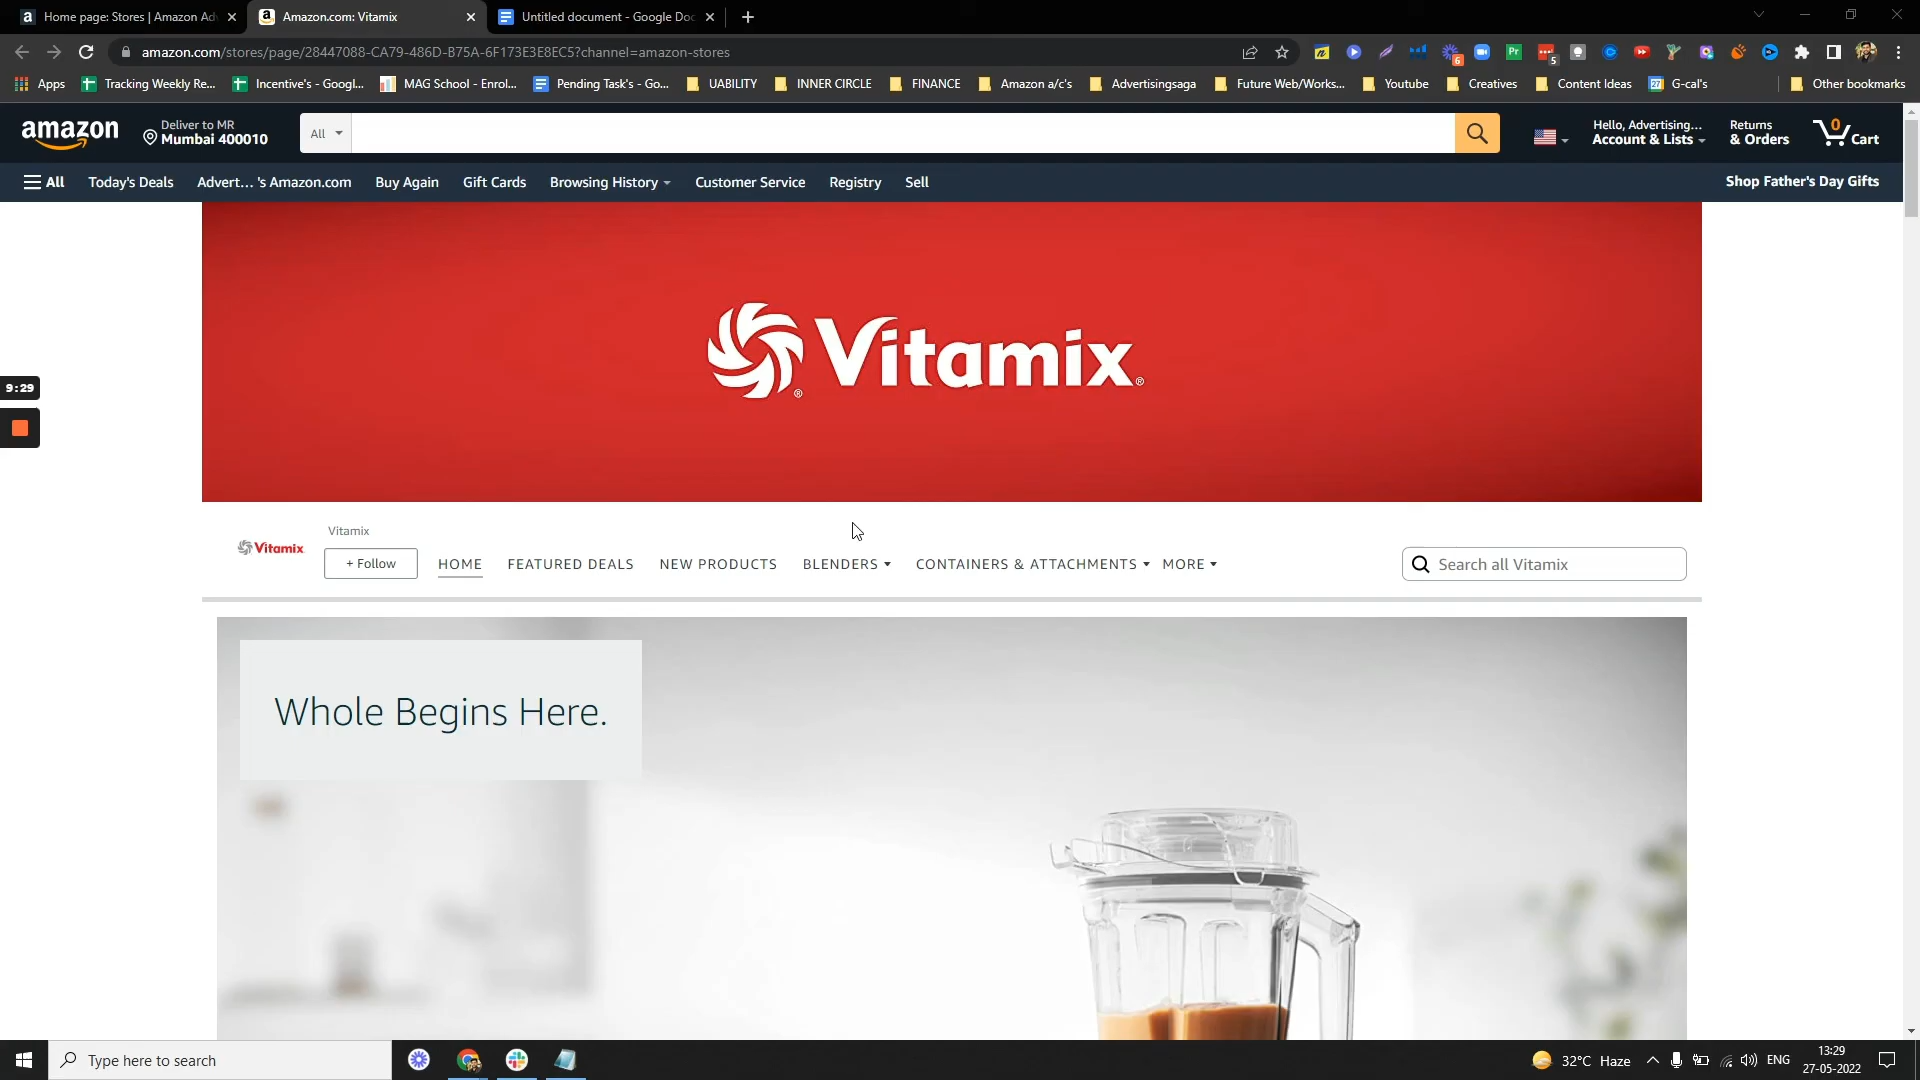 Home page: Stores | Amazon Ad
Amazon.com: Vitamix
Untitled document - Google Doc
amazon.com/stores/page/28447088-CA79-486D-B75A-6F173E3E8EC5?channel=amazon-stores
Apps
Tracking Weekly Re...
Incentive's - Googl...
MAG School - Enrol...
Pending Task's - Go...
UABILITY
INNER CIRCLE
FINANCE
Amazon a/c's
Advertisingsaga
Future Web/Works...
Youtube
Creatives
Content Ideas
G-cal's
Other bookmarks
amazon
Deliver to MR
Mumbai 400010
All
Hello, Advertising...
Account & Lists
Returns
& Orders
0
Cart
All
Today's Deals
Advert... 's Amazon.com
Buy Again
Gift Cards
Browsing History
Customer Service
Registry
Sell
Shop Father's Day Gifts
Vitamix
9:29
Vitamix
Vitamix
+ Follow
HOME
FEATURED DEALS
NEW PRODUCTS
BLENDERS
CONTAINERS & ATTACHMENTS
MORE
Search all Vitamix
Whole Begins Here.
Type here to search
32°C Haze
ENG
13:29
27-05-2022